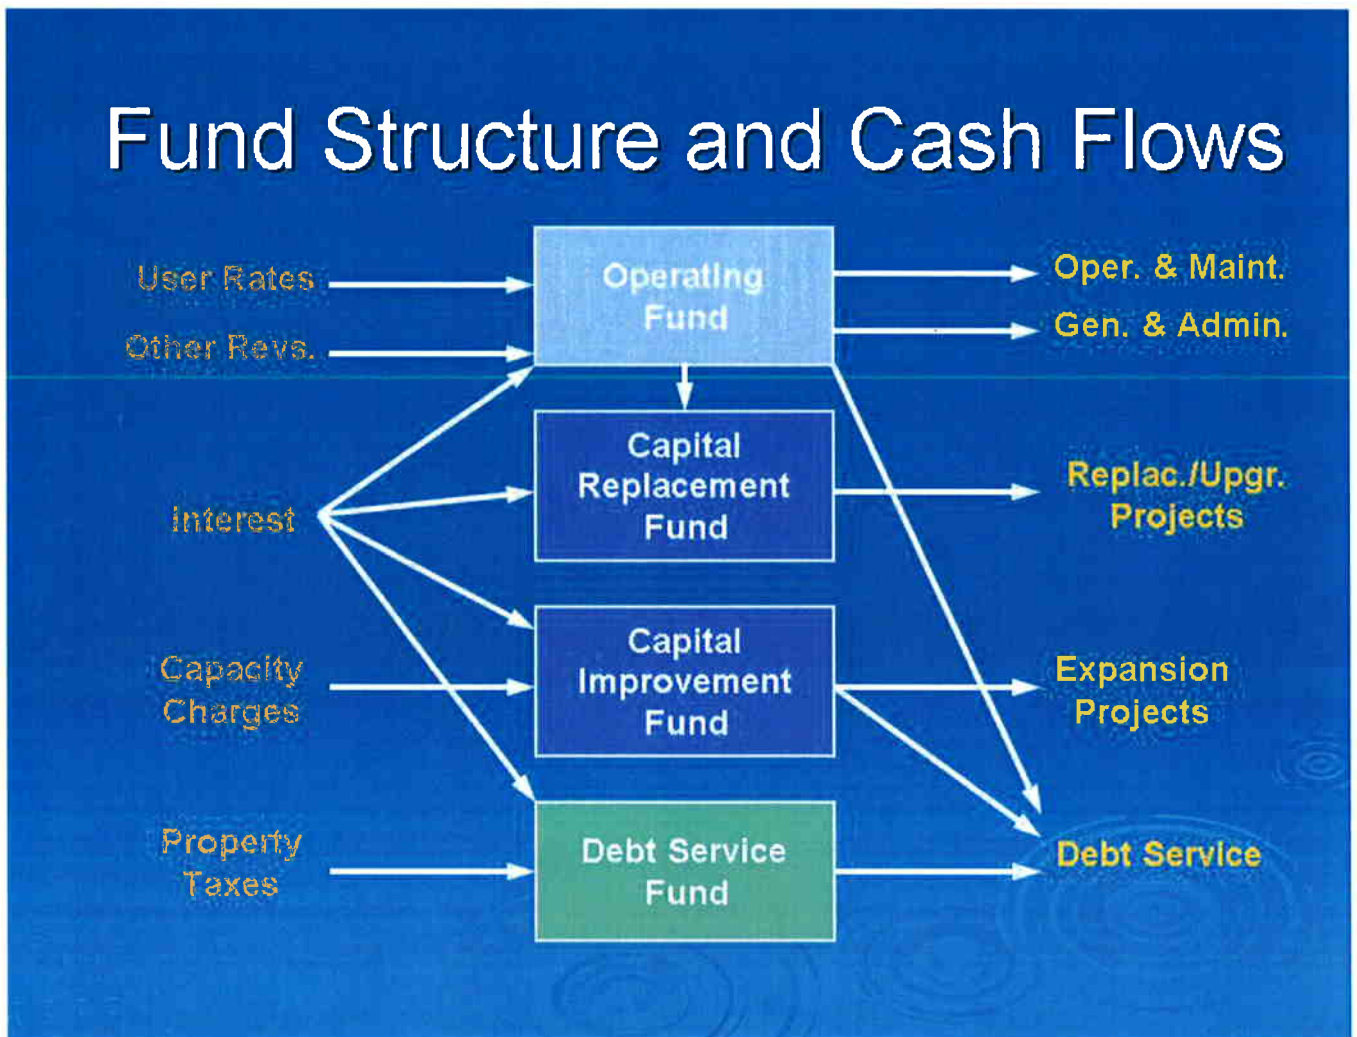 Fund Structure and Cash Flows
User Rates
Other Revs.
Interest
Capacity
Charges
Property
Taxes
Operating
Fund
Capital
Replacement
Fund
Capital
Improvement
Fund
Debt Service
Fund
Oper. & Maint.
Gen. & Admin.
Replac./Upgr.
Projects
Expansion
Projects
Debt Service